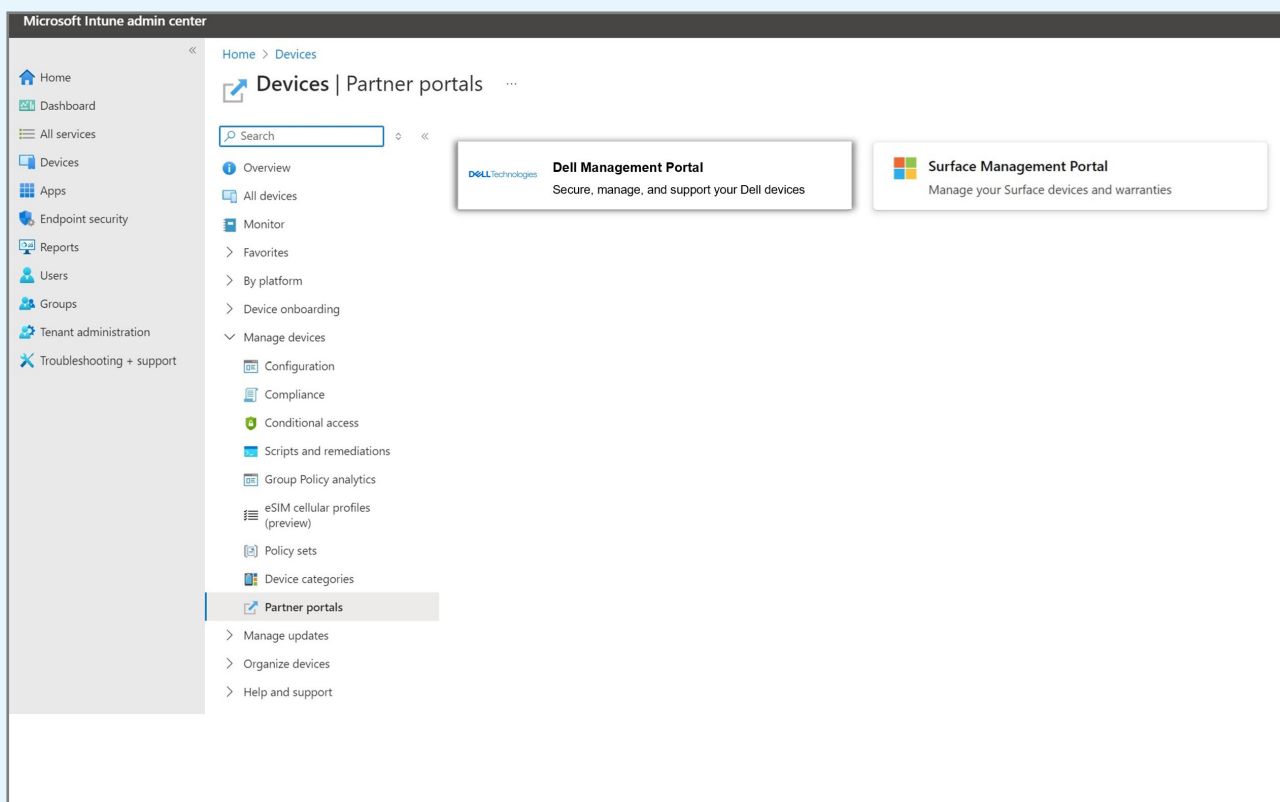 Microsoft Intune admin center
«
Home
Dashboard
All services
Devices
Apps
Endpoint security
Reports
Users
Groups
Tenant administration
Troubleshooting + support
Home > Devices
Devices | Partner portals ...
Search
«
Overview
All devices
Monitor
Favorites
By platform
Device onboarding
Manage devices
Configuration
Compliance
Conditional access
Scripts and remediations
Group Policy analytics
eSIM cellular profiles
(preview)
Policy sets
Device categories
Partner portals
Manage updates
Organize devices
Help and support
DELLTechnologies
Dell Management Portal
Secure, manage, and support your Dell devices
Surface Management Portal
Manage your Surface devices and warranties